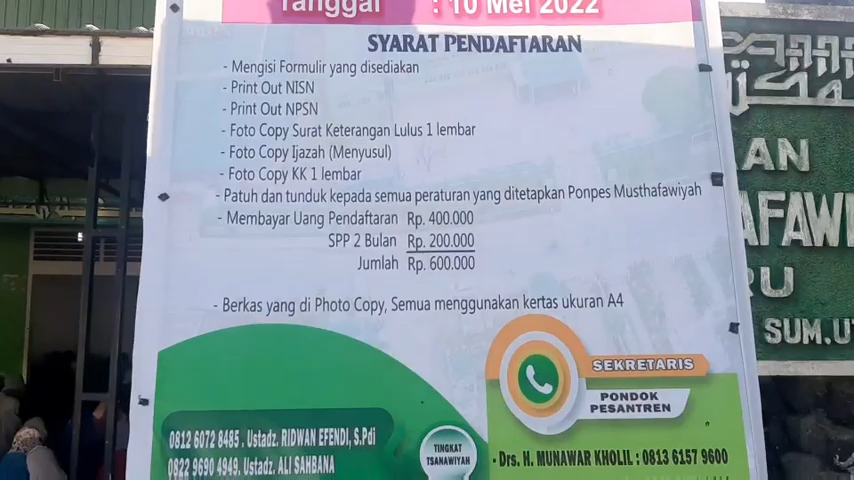 Tanggal : 10 Mei 2022
SYARAT PENDAFTARAN
- Mengisi Formulir yang disediakan
- Print Out NISN
- Print Out NPSN
- Foto Copy Surat Keterangan Lulus 1 lembar
- Foto Copy Ijazah (Menyusul)
- Foto Copy KK 1 lembar
- Patuh dan tunduk kepada semua peraturan yang ditetapkan Ponpes Musthafawiyah
- Membayar Uang Pendaftaran Rp. 400.000
SPP 2 Bulan Rp. 200.000
Jumlah Rp. 600.000
- Berkas yang di Photo Copy, Semua menggunakan kertas ukuran A4
SEKRETARIS
PONDOK
PESANTREN
0812 6072 8485 . Ustadz. RIDWAN EFENDI, S.Pdi
0822 9690 4949. Ustadz. ALI SAHBANA
TINGKAT
TSANAWIYAH
- Drs. H. MUNAWAR KHOLIL : 0813 6157 9600
AN
AFAW
RU
SUM.UT